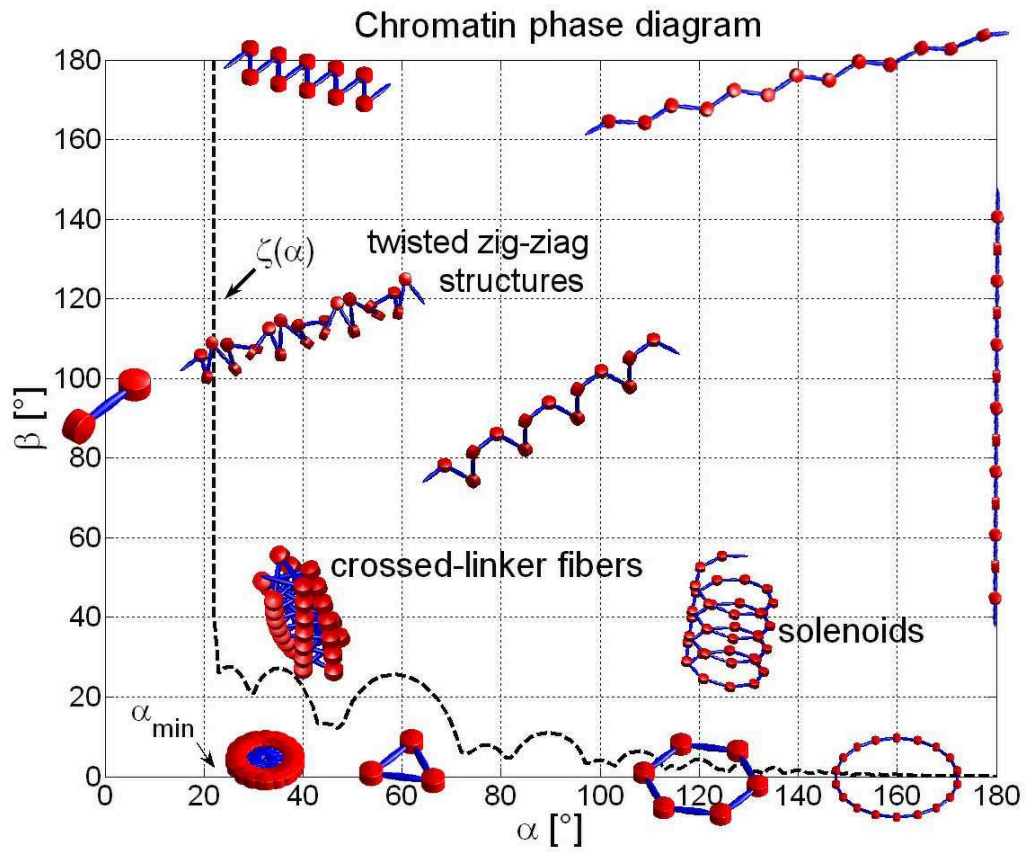 Chromatin phase diagram
180
160
140
120
100
80
60
40
20
0
β [°]
ζ(α)
twisted zig-ziag
structures
crossed-linker fibers
solenoids
α_min
0 20 40 60 80 100 120 140 160 180
α [°]